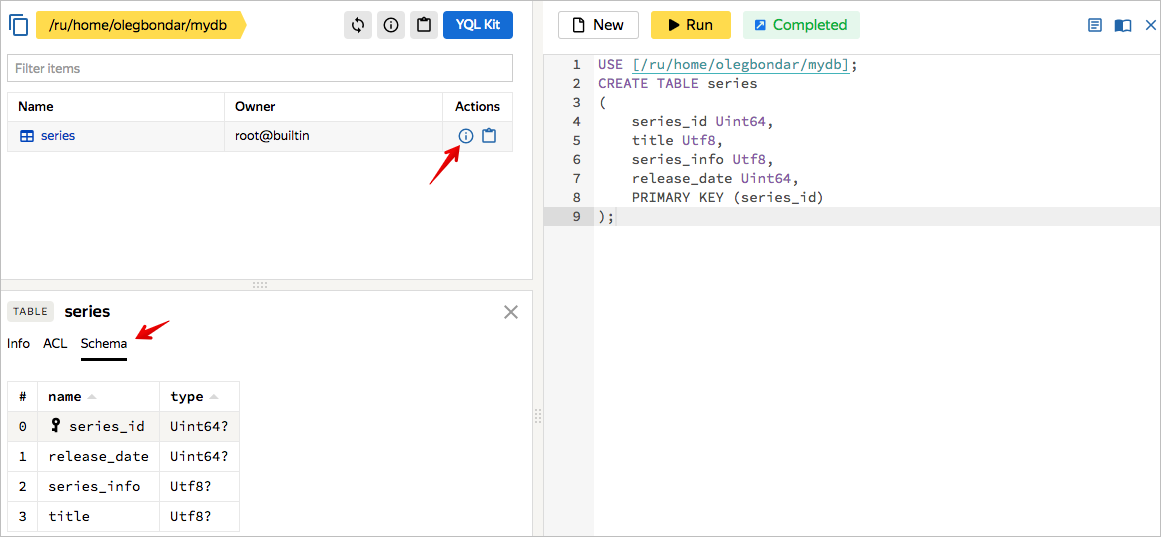 /ru/home/olegbondar/mydb
YQL Kit
Filter items
Name Owner Actions
series root@builtin
TABLE series
Info ACL Schema
# name type
0 series_id Uint64?
1 release_date Uint64?
2 series_info Utf8?
3 title Utf8?
New Run Completed
1 USE [/ru/home/olegbondar/mydb];
2 CREATE TABLE series
3 (
4 series_id Uint64,
5 title Utf8,
6 series_info Utf8,
7 release_date Uint64,
8 PRIMARY KEY (series_id)
9 );